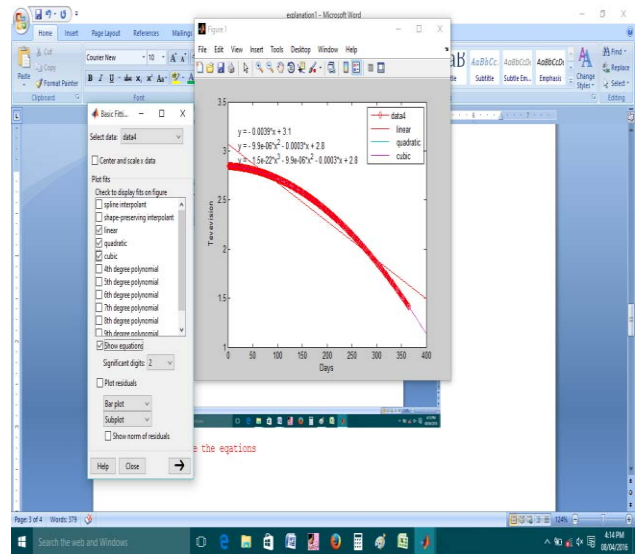 explanation1 - Microsoft Word
Home Insert Page Layout References Mailings
Cut
Copy
Paste
Format Painter
Clipboard
Courier New 10
Font
AaBbCc.
AaBbCcDc
AaBbCcDc
Subtitle
Subtle Em...
Emphasis
Change
Styles
Find
Replace
Select
Editing
Figure 1
File Edit View Insert Tools Desktop Window Help
Basic Fitti...
Select data: data4
Center and scale x data
Plot fits
Check to display fits on figure
spline interpolant
shape-preserving interpolant
linear
quadratic
cubic
4th degree polynomial
5th degree polynomial
6th degree polynomial
7th degree polynomial
8th degree polynomial
9th degree polynomial
Show equations
Significant digits: 2
Plot residuals
Bar plot
Subplot
Show norm of residuals
Help Close
y = - 0.0039*x + 3.1
y = - 9.9e-06*x2 - 0.0003*x + 2.8
y = 1.5e-22*x3 - 9.9e-06*x2 - 0.0003*x + 2.8
data4
linear
quadratic
cubic
3.5
3
2.5
2
1.5
1
Tevevision
0 50 100 150 200 250 300 350 400
Days
e the eqations
Page: 3 of 4 Words: 379
124%
Search the web and Windows
4:14 PM
08/04/2016